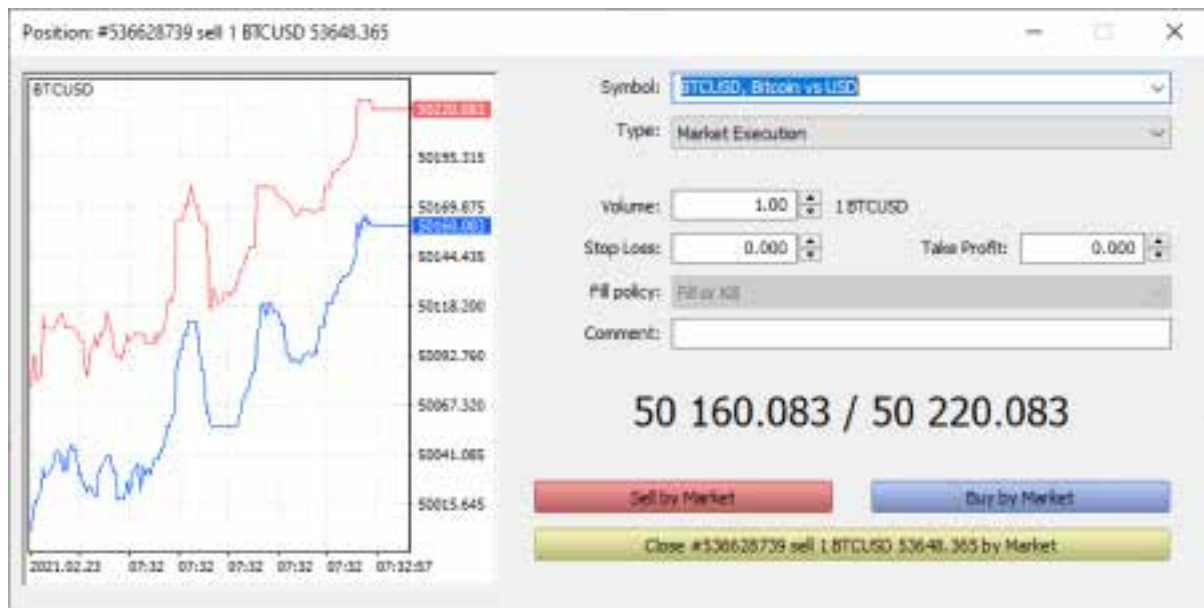 Position: #536628739 sell 1 BTCUSD 53648.365
BTCUSD
50220.083
50195.315
50169.875
50160.083
50144.435
50118.200
50092.760
50067.320
50041.085
50015.645
2021.02.23 07:32 07:32 07:32 07:32 07:32 07:32:57
Symbol: BTCUSD, Bitcoin vs USD
Type: Market Execution
Volume: 1.00 1 BTCUSD
Stop Loss: 0.000 Take Profit: 0.000
Fill policy: Fill or Kill
Comment:
50 160.083 / 50 220.083
Sell by Market Buy by Market
Close #536628739 sell 1 BTCUSD 53648.365 by Market